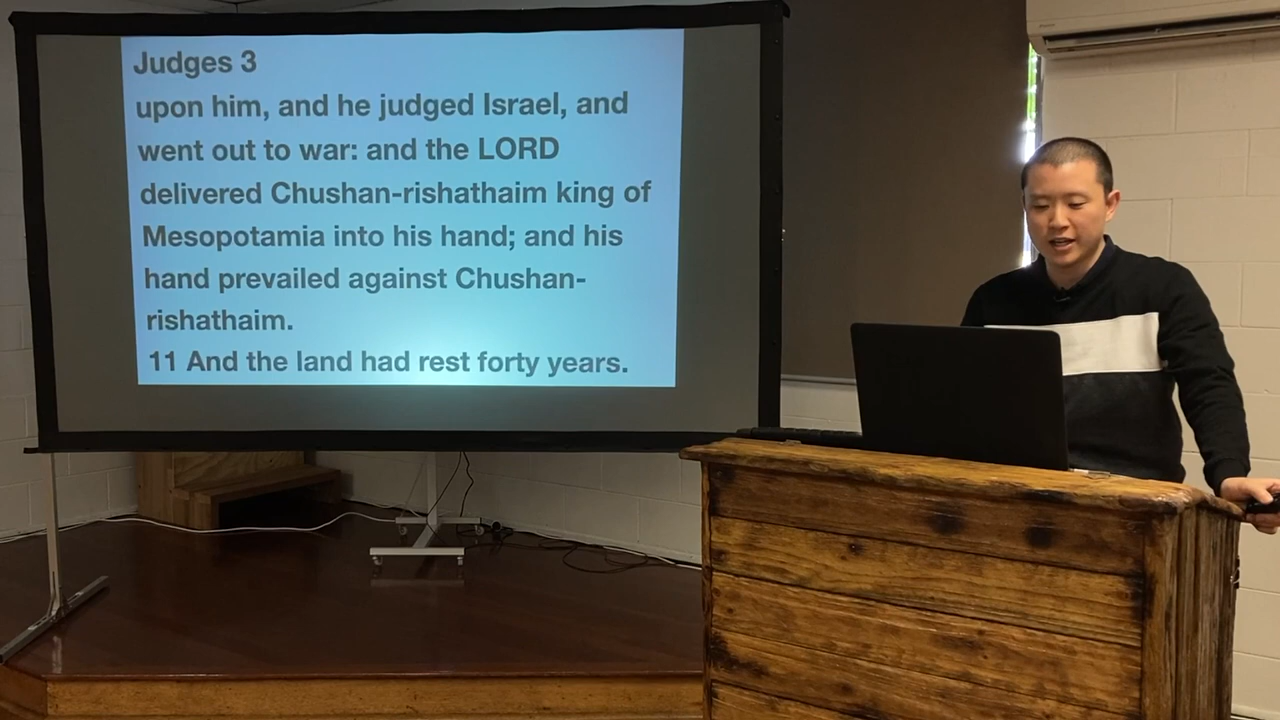 Judges 3
upon him, and he judged Israel, and
went out to war: and the LORD
delivered Chushan-rishathaim king of
Mesopotamia into his hand; and his
hand prevailed against Chushan-
rishathaim.
11 And the land had rest forty years.